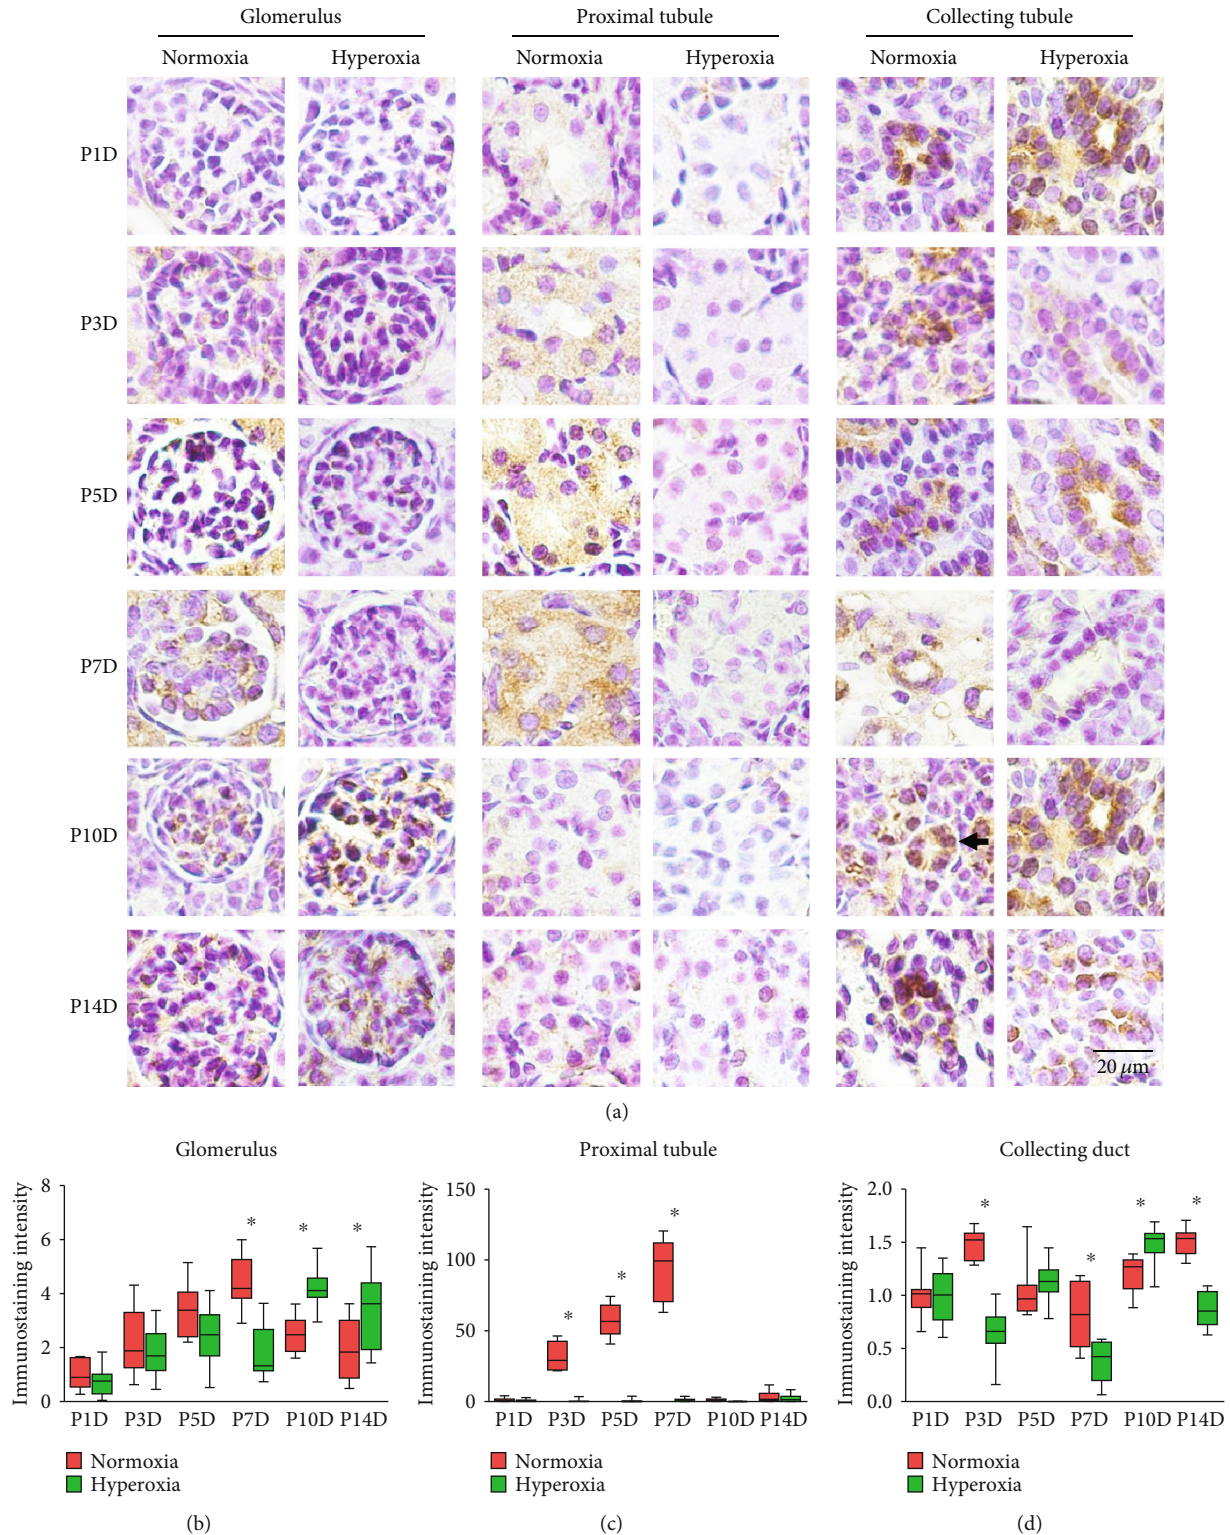 Glomerulus Proximal tubule Collecting tubule
Normoxia Hyperoxia Normoxia Hyperoxia Normoxia Hyperoxia
P1D
P3D
P5D
P7D
P10D
P14D
20 μm
(a)
Glomerulus
Immunostaining intensity
8
6
4
2
0
* * *
P1D P3D P5D P7D P10D P14D
Normoxia
Hyperoxia
(b)
Proximal tubule
Immunostaining intensity
150
100
50
0
* * *
P1D P3D P5D P7D P10D P14D
Normoxia
Hyperoxia
(c)
Collecting duct
Immunostaining intensity
2.0
1.5
1.0
0.5
0.0
* * * *
P1D P3D P5D P7D P10D P14D
Normoxia
Hyperoxia
(d)